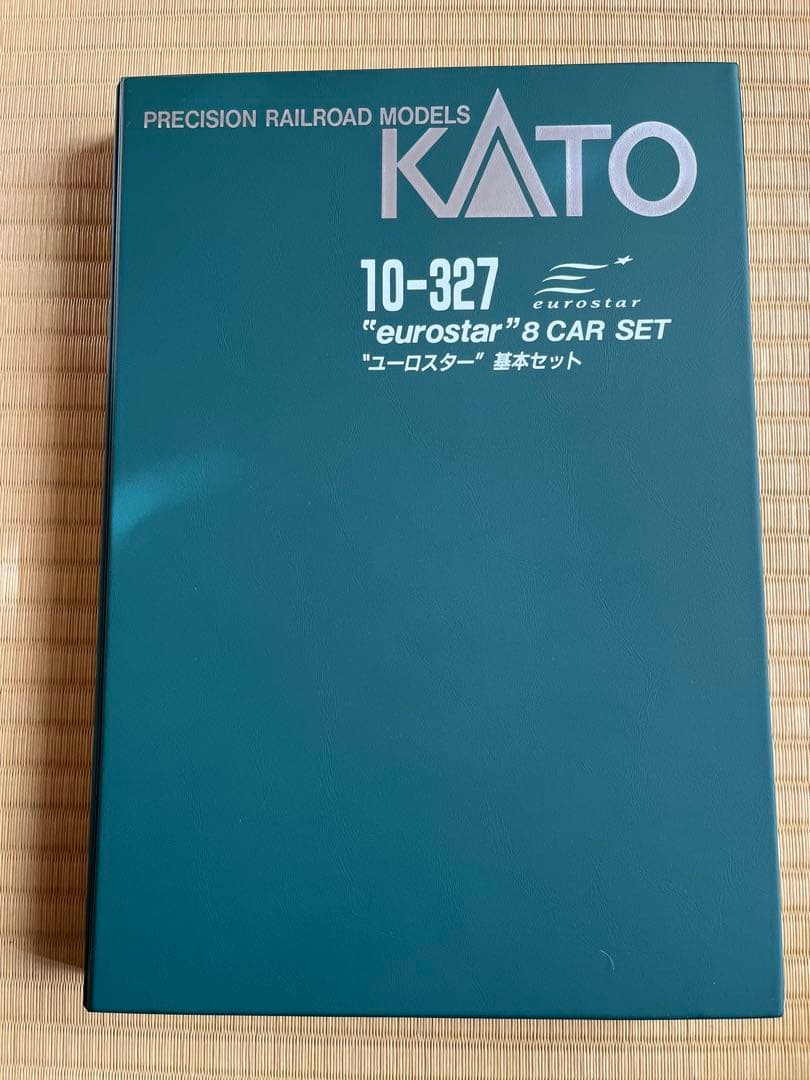 PRECISION RAILROAD MODELS
KATO
10-327
eurostar
"eurostar" 8 CAR SET
"ユーロスター" 基本セット